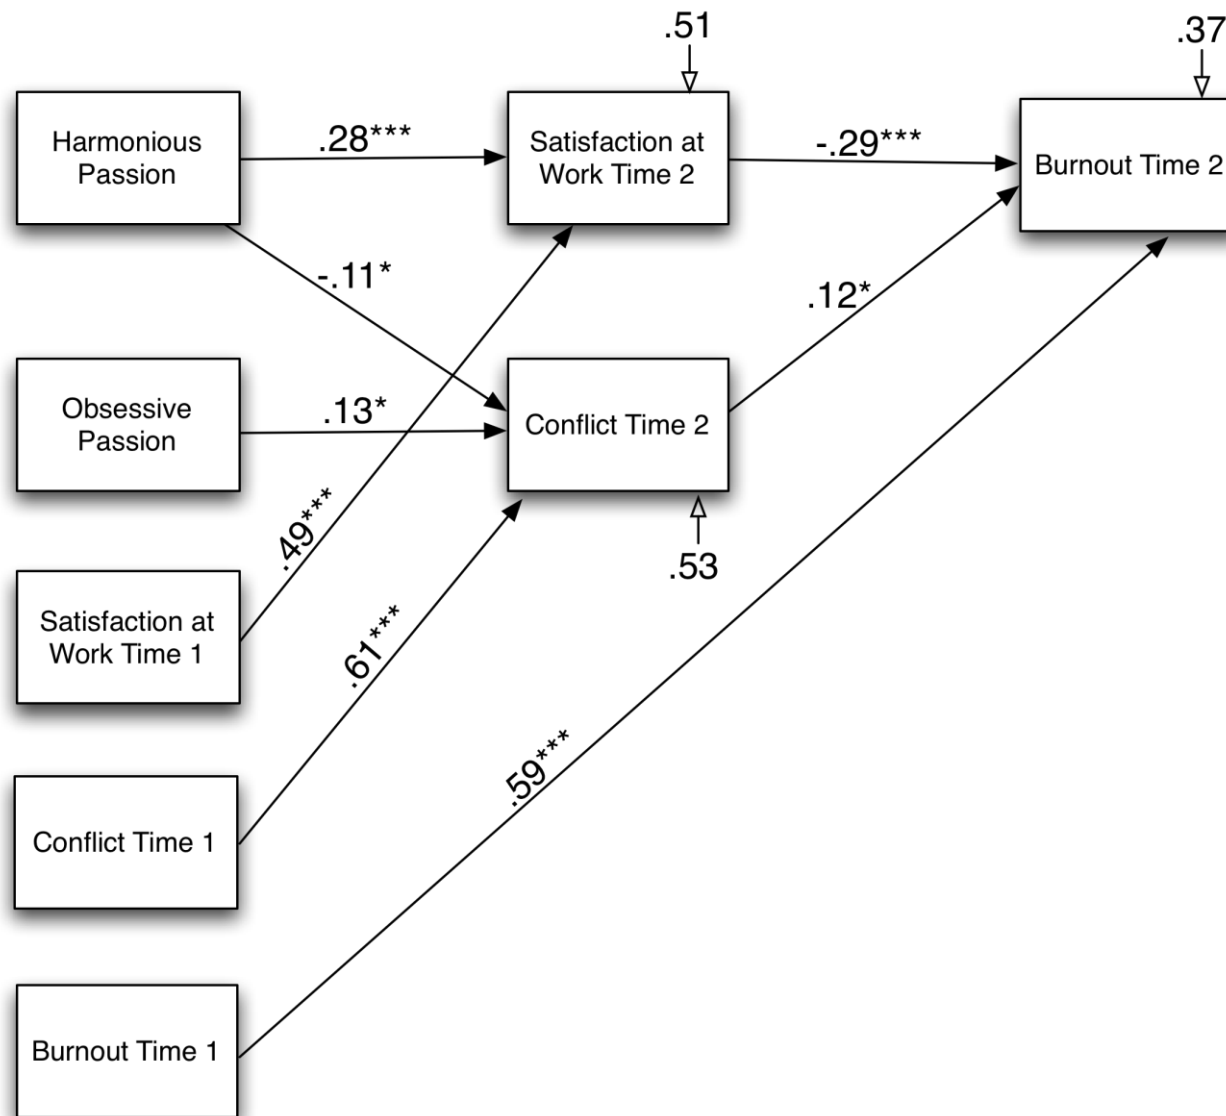 .51
.37
Harmonious
Passion
.28***
Satisfaction at
Work Time 2
-.29***
Burnout Time 2
-.11*
.12*
Obsessive
Passion
.13*
Conflict Time 2
.49***
.53
Satisfaction at
Work Time 1
.61***
Conflict Time 1
.59***
Burnout Time 1